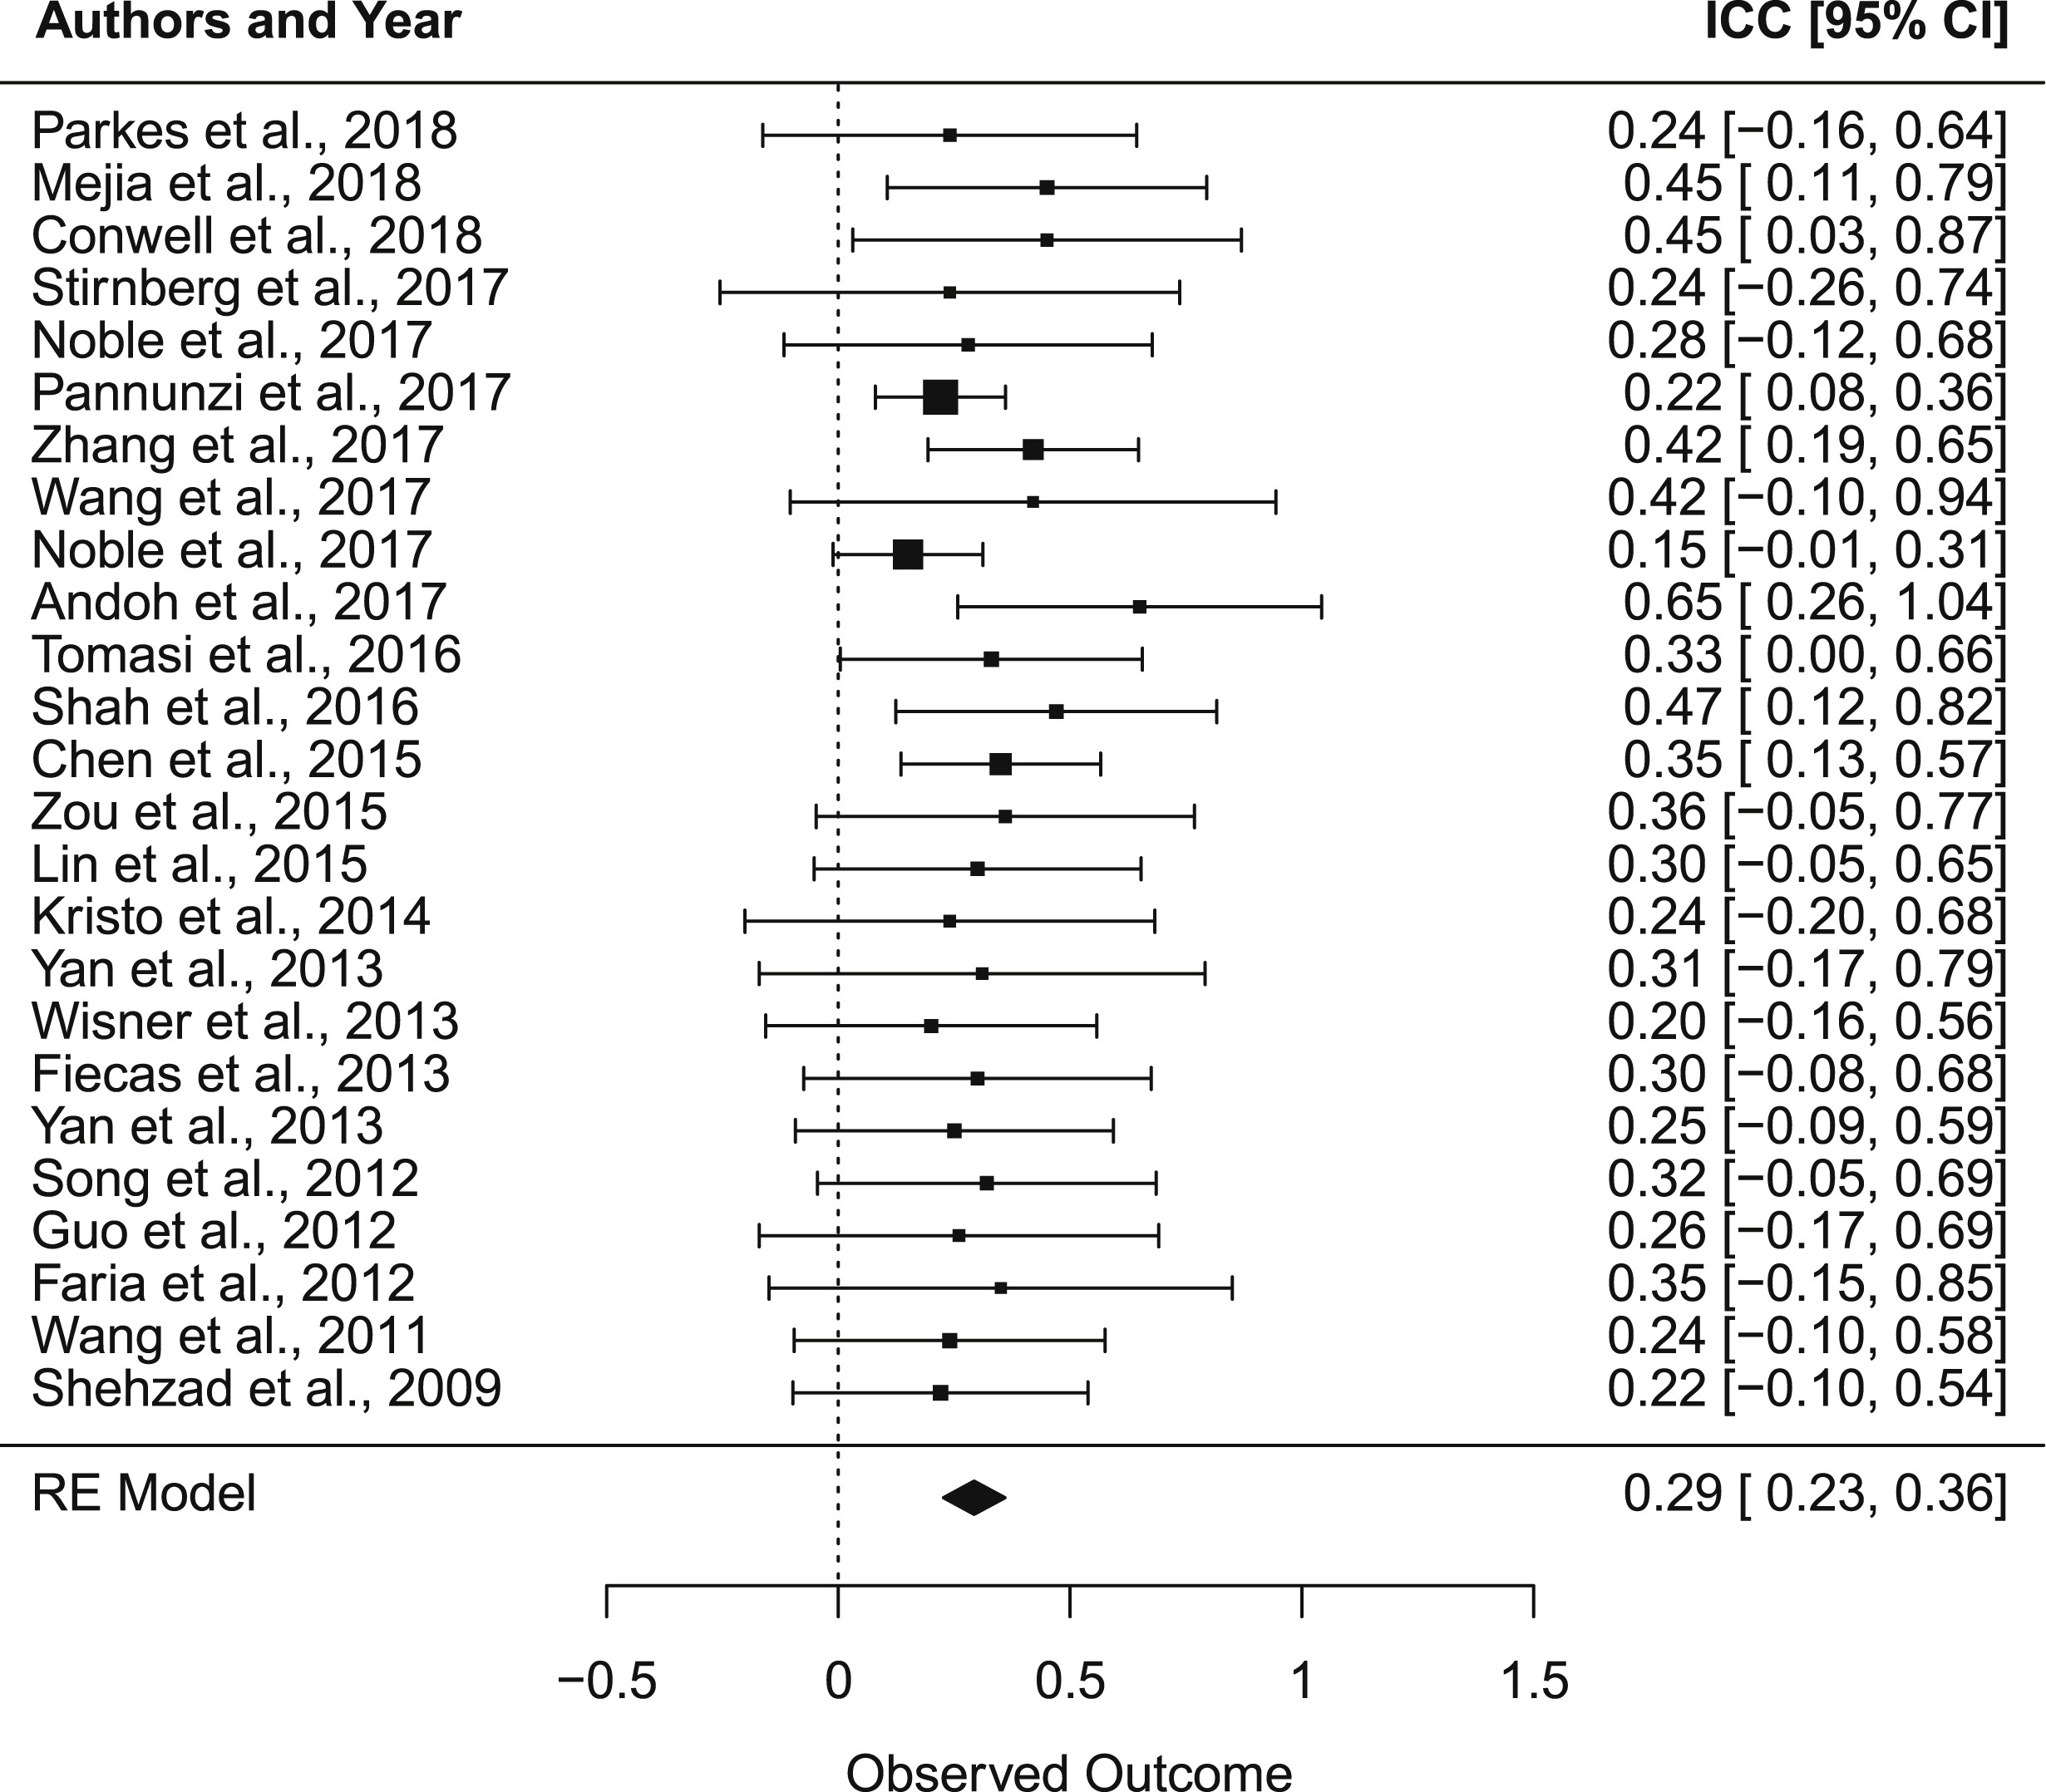 Authors and Year ICC [95% CI]
Parkes et al., 2018 0.24 [−0.16, 0.64]
Mejia et al., 2018 0.45 [ 0.11, 0.79]
Conwell et al., 2018 0.45 [ 0.03, 0.87]
Stirnberg et al., 2017 0.24 [−0.26, 0.74]
Noble et al., 2017 0.28 [−0.12, 0.68]
Pannunzi et al., 2017 0.22 [ 0.08, 0.36]
Zhang et al., 2017 0.42 [ 0.19, 0.65]
Wang et al., 2017 0.42 [−0.10, 0.94]
Noble et al., 2017 0.15 [−0.01, 0.31]
Andoh et al., 2017 0.65 [ 0.26, 1.04]
Tomasi et al., 2016 0.33 [ 0.00, 0.66]
Shah et al., 2016 0.47 [ 0.12, 0.82]
Chen et al., 2015 0.35 [ 0.13, 0.57]
Zou et al., 2015 0.36 [−0.05, 0.77]
Lin et al., 2015 0.30 [−0.05, 0.65]
Kristo et al., 2014 0.24 [−0.20, 0.68]
Yan et al., 2013 0.31 [−0.17, 0.79]
Wisner et al., 2013 0.20 [−0.16, 0.56]
Fiecas et al., 2013 0.30 [−0.08, 0.68]
Yan et al., 2013 0.25 [−0.09, 0.59]
Song et al., 2012 0.32 [−0.05, 0.69]
Guo et al., 2012 0.26 [−0.17, 0.69]
Faria et al., 2012 0.35 [−0.15, 0.85]
Wang et al., 2011 0.24 [−0.10, 0.58]
Shehzad et al., 2009 0.22 [−0.10, 0.54]
RE Model 0.29 [ 0.23, 0.36]
−0.5 0 0.5 1 1.5
Observed Outcome